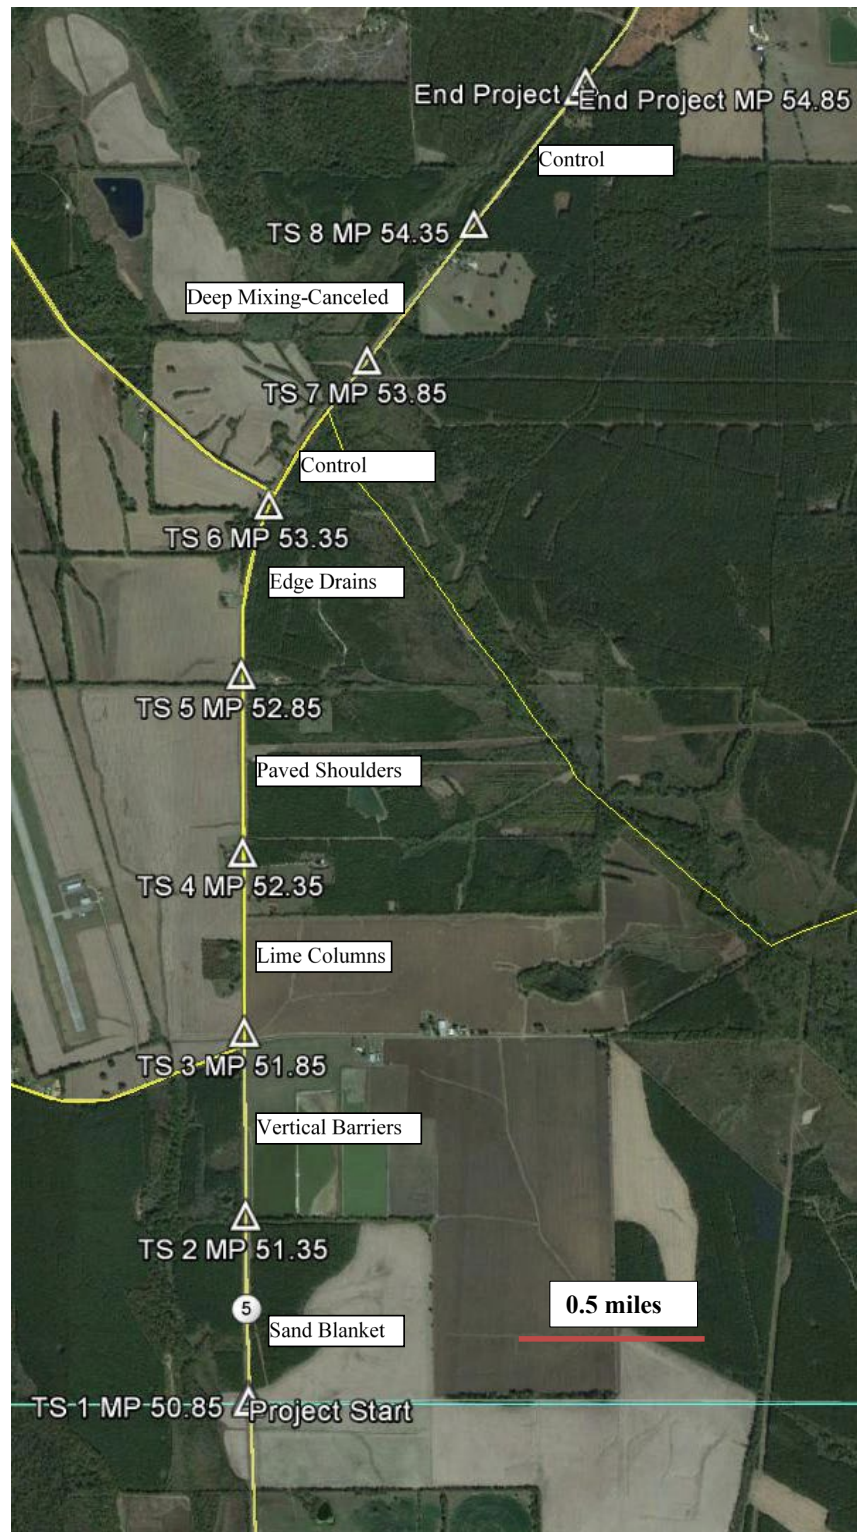 End Project
End Project MP 54.85
Control
TS 8 MP 54.35
Deep Mixing-Canceled
TS 7 MP 53.85
Control
TS 6 MP 53.35
Edge Drains
TS 5 MP 52.85
Paved Shoulders
TS 4 MP 52.35
Lime Columns
TS 3 MP 51.85
Vertical Barriers
TS 2 MP 51.35
0.5 miles
5
Sand Blanket
TS 1 MP 50.85
Project Start